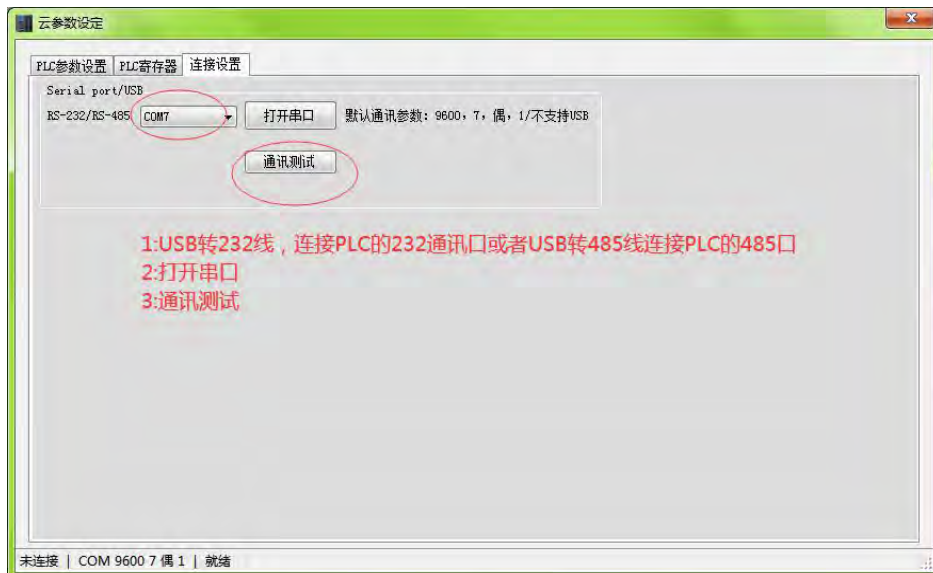 云参数设定
PLC参数设置 PLC寄存器 连接设置
Serial port/USB
RS-232/RS-485 COM7 打开串口 默认通讯参数：9600，7，偶，1/不支持USB
通讯测试
1:USB转232线，连接PLC的232通讯口或者USB转485线连接PLC的485口
2:打开串口
3:通讯测试
未连接 | COM 9600 7 偶 1 | 就绪